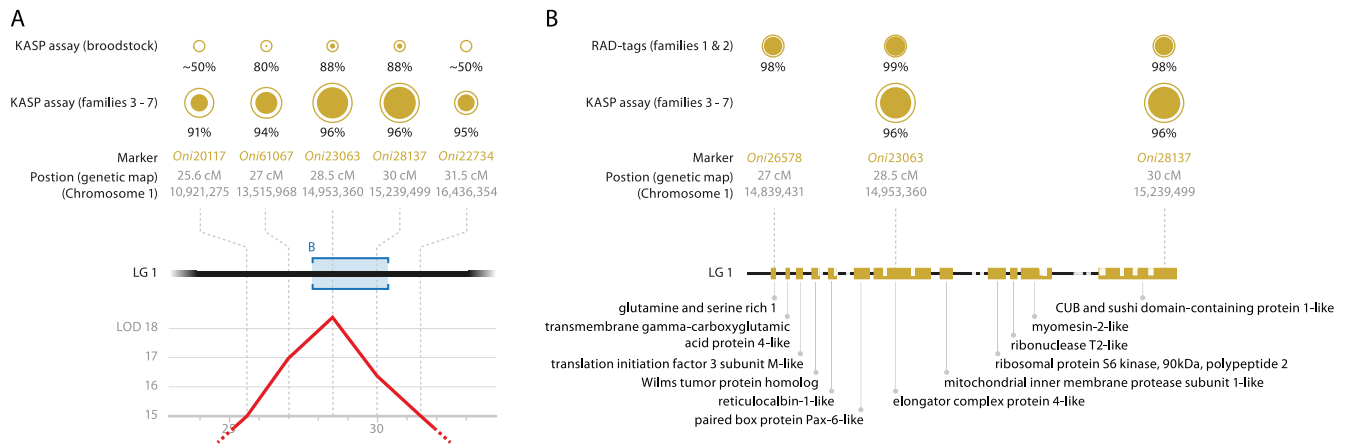 A
KASP assay (broodstock)
~50% 80% 88% 88% ~50%
KASP assay (families 3 - 7)
91% 94% 96% 96% 95%
Marker Oni20117 Oni61067 Oni23063 Oni28137 Oni22734
Postion (genetic map) 25.6 cM 27 cM 28.5 cM 30 cM 31.5 cM
(Chromosome 1) 10,921,275 13,515,968 14,953,360 15,239,499 16,436,354
B
LG 1
LOD 18
17
16
15
25 30
B
RAD-tags (families 1 & 2)
98% 99% 98%
KASP assay (families 3 - 7)
96% 96%
Marker Oni26578 Oni23063 Oni28137
Postion (genetic map) 27 cM 28.5 cM 30 cM
(Chromosome 1) 14,839,431 14,953,360 15,239,499
LG 1
glutamine and serine rich 1
transmembrane gamma-carboxyglutamic
acid protein 4-like
translation initiation factor 3 subunit M-like
Wilms tumor protein homolog
reticulocalbin-1-like
paired box protein Pax-6-like
CUB and sushi domain-containing protein 1-like
myomesin-2-like
ribonuclease T2-like
ribosomal protein S6 kinase, 90kDa, polypeptide 2
mitochondrial inner membrane protease subunit 1-like
elongator complex protein 4-like